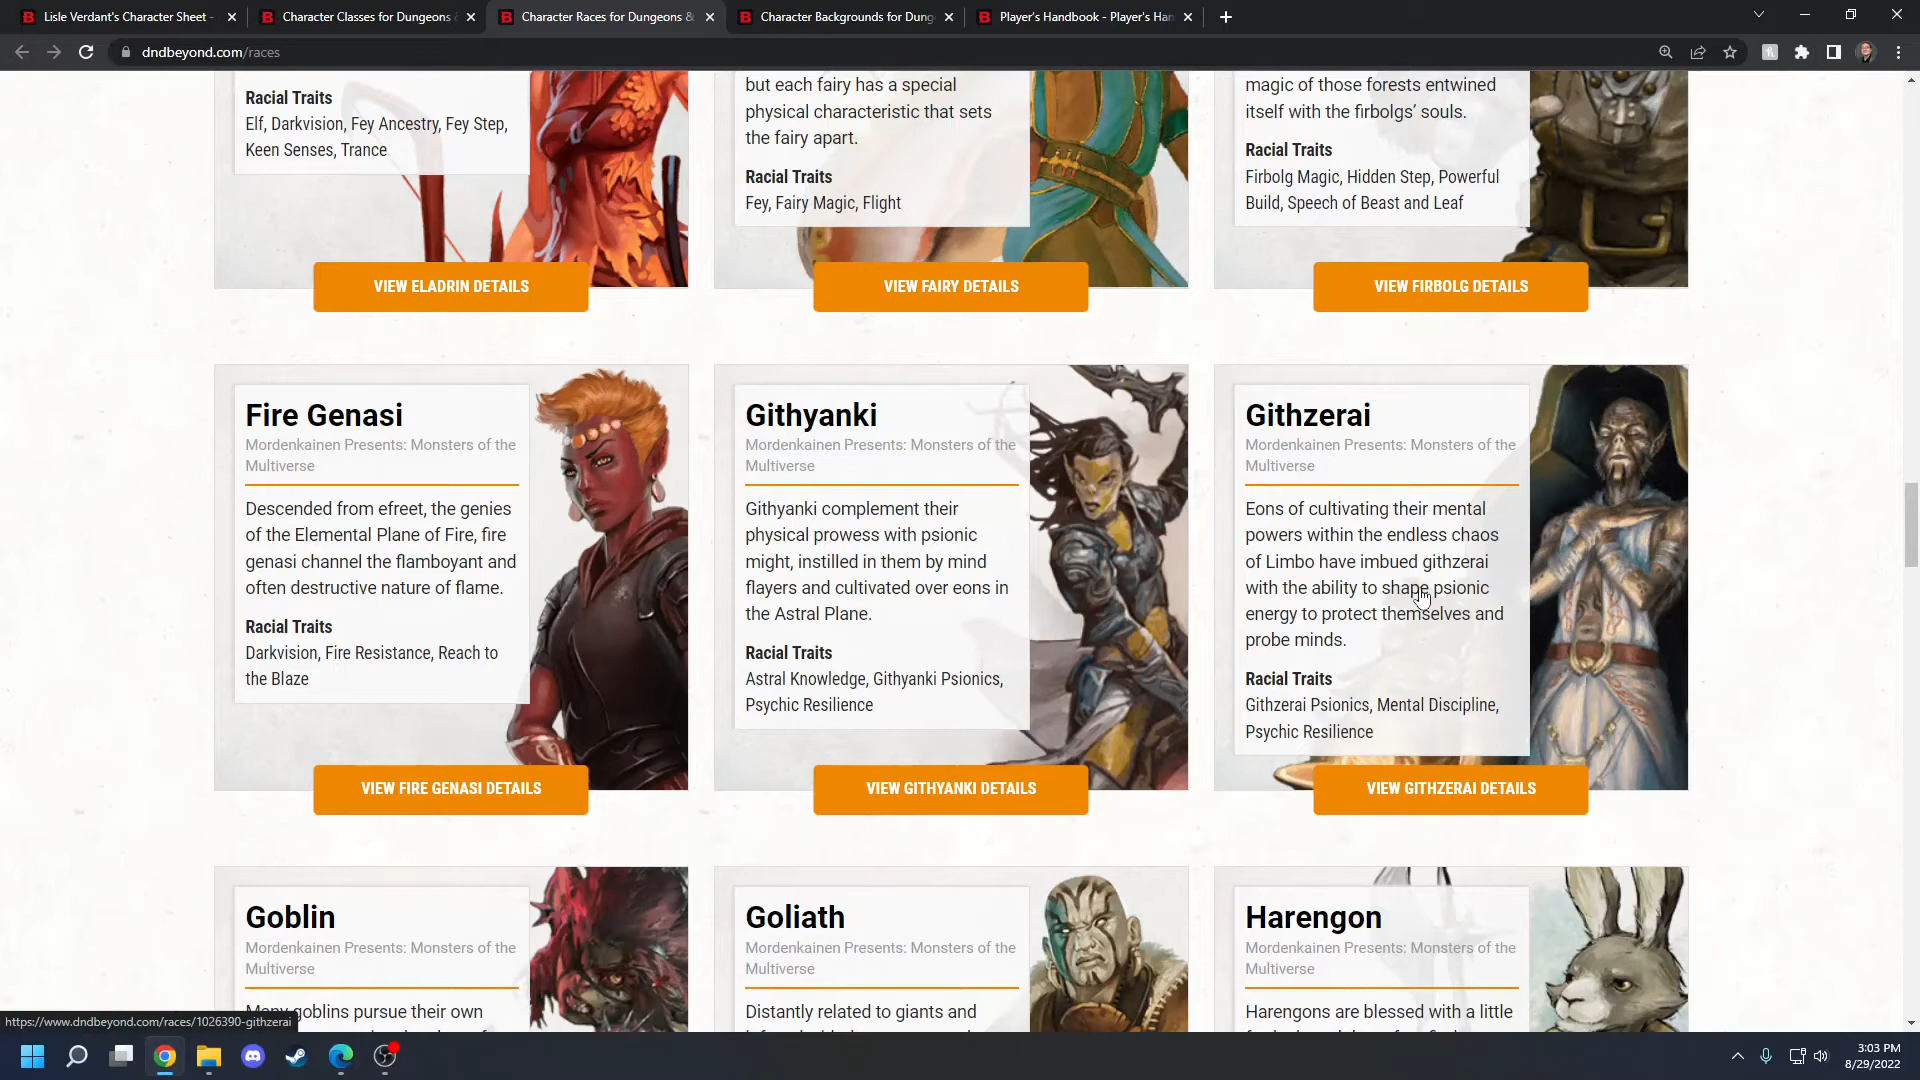 Lisle Verdant's Character Sheet -
Character Classes for Dungeons &
Character Races for Dungeons &
Character Backgrounds for Dung
Player's Handbook - Player's Han
dndbeyond.com/races
Racial Traits
Elf, Darkvision, Fey Ancestry, Fey Step,
Keen Senses, Trance
VIEW ELADRIN DETAILS
but each fairy has a special
physical characteristic that sets
the fairy apart.
Racial Traits
Fey, Fairy Magic, Flight
VIEW FAIRY DETAILS
magic of those forests entwined
itself with the firbolgs’ souls.
Racial Traits
Firbolg Magic, Hidden Step, Powerful
Build, Speech of Beast and Leaf
VIEW FIRBOLG DETAILS
Fire Genasi
Mordenkainen Presents: Monsters of the
Multiverse
Descended from efreet, the genies
of the Elemental Plane of Fire, fire
genasi channel the flamboyant and
often destructive nature of flame.
Racial Traits
Darkvision, Fire Resistance, Reach to
the Blaze
VIEW FIRE GENASI DETAILS
Githyanki
Mordenkainen Presents: Monsters of the
Multiverse
Githyanki complement their
physical prowess with psionic
might, instilled in them by mind
flayers and cultivated over eons in
the Astral Plane.
Racial Traits
Astral Knowledge, Githyanki Psionics,
Psychic Resilience
VIEW GITHYANKI DETAILS
Githzerai
Mordenkainen Presents: Monsters of the
Multiverse
Eons of cultivating their mental
powers within the endless chaos
of Limbo have imbued githzerai
with the ability to shape psionic
energy to protect themselves and
probe minds.
Racial Traits
Githzerai Psionics, Mental Discipline,
Psychic Resilience
VIEW GITHZERAI DETAILS
Goblin
Mordenkainen Presents: Monsters of the
Multiverse
Many goblins pursue their own
Goliath
Mordenkainen Presents: Monsters of the
Multiverse
Distantly related to giants and
Harengon
Mordenkainen Presents: Monsters of the
Multiverse
Harengons are blessed with a little
https://www.dndbeyond.com/races/1026390-githzerai
3:03 PM
8/29/2022